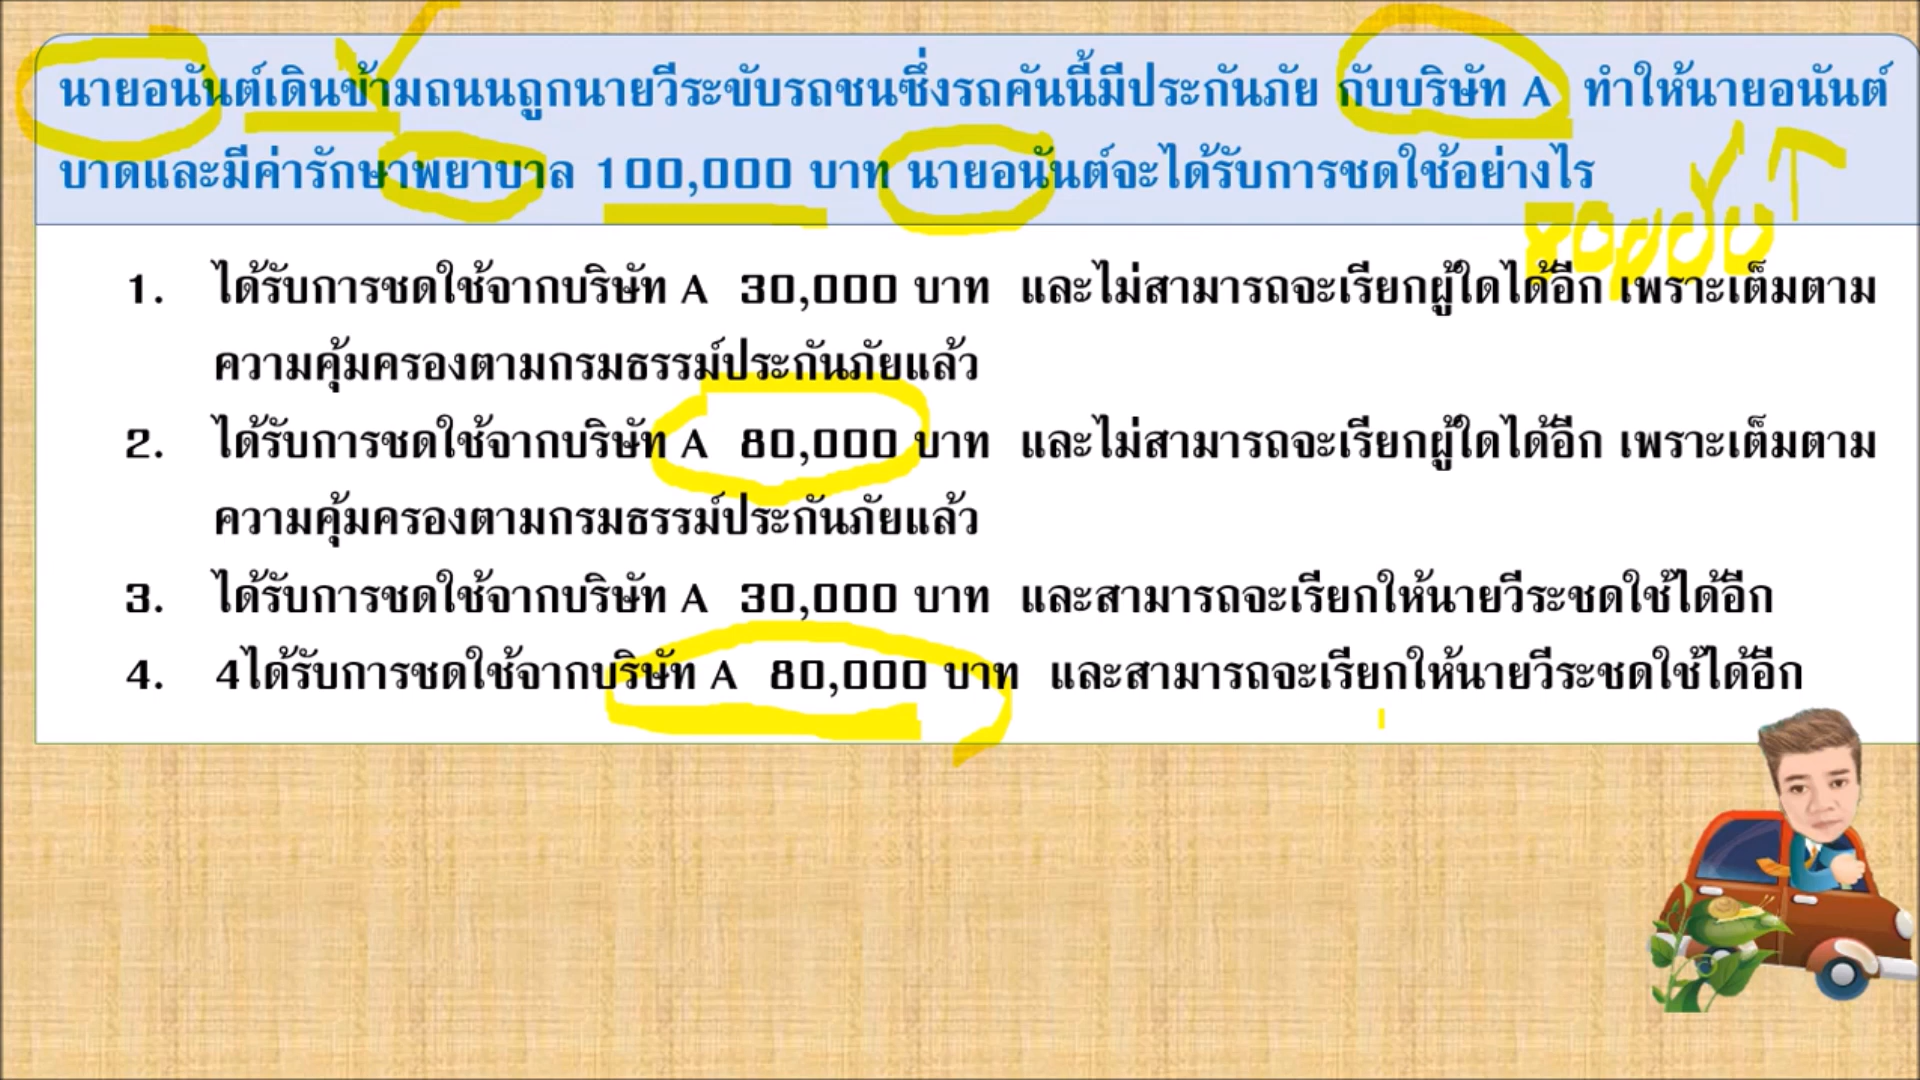 นายอนันต์เดินข้ามถนนถูกนายวีระขับรถชนซึ่งรถคันนี้มีประกันภัย กับบริษัท A ทำให้นายอนันต์
บาดและมีค่ารักษาพยาบาล 100,000 บาท นายอนันต์จะได้รับการชดใช้อย่างไร
1. ได้รับการชดใช้จากบริษัท A 30,000 บาท และไม่สามารถจะเรียกผู้ใดได้อีก เพราะเต็มตาม
ความคุ้มครองตามกรมธรรม์ประกันภัยแล้ว
2. ได้รับการชดใช้จากบริษัท A 80,000 บาท และไม่สามารถจะเรียกผู้ใดได้อีก เพราะเต็มตาม
ความคุ้มครองตามกรมธรรม์ประกันภัยแล้ว
3. ได้รับการชดใช้จากบริษัท A 30,000 บาท และสามารถจะเรียกให้นายวีระชดใช้ได้อีก
4. 4ได้รับการชดใช้จากบริษัท A 80,000 บาท และสามารถจะเรียกให้นายวีระชดใช้ได้อีก